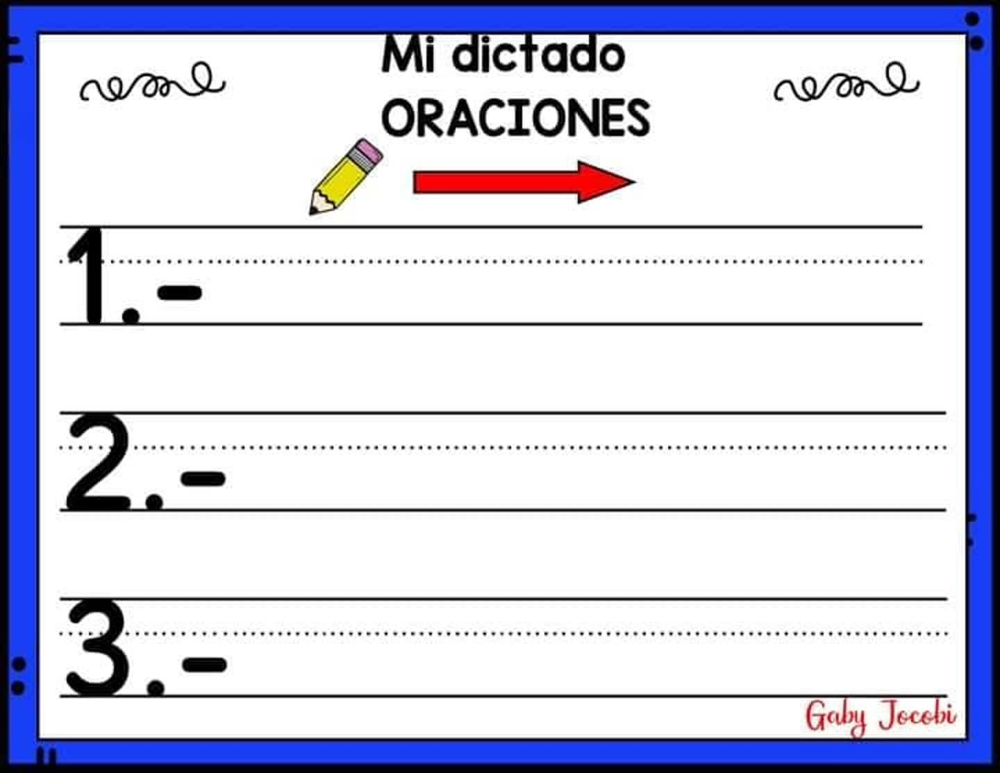 Mi dictado
ORACIONES
1.-
2.-
3.-
Gaby Jocobi